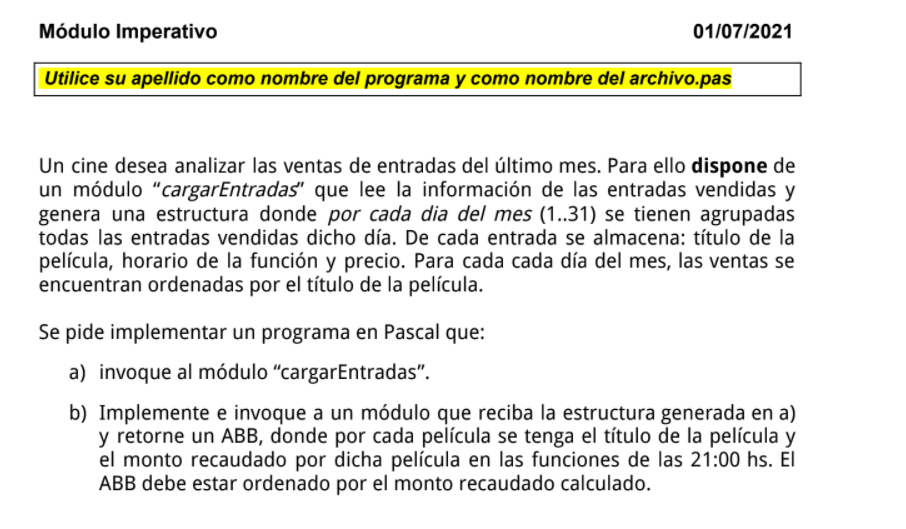 Módulo Imperativo 01/07/2021
Utilice su apellido como nombre del programa y como nombre del archivo.pas
Un cine desea analizar las ventas de entradas del último mes. Para ello dispone de
un módulo “cargarEntradas” que lee la información de las entradas vendidas y
genera una estructura donde por cada dia del mes (1..31) se tienen agrupadas
todas las entradas vendidas dicho día. De cada entrada se almacena: título de la
película, horario de la función y precio. Para cada cada día del mes, las ventas se
encuentran ordenadas por el título de la película.
Se pide implementar un programa en Pascal que:
a) invoque al módulo “cargarEntradas”.
b) Implemente e invoque a un módulo que reciba la estructura generada en a)
y retorne un ABB, donde por cada película se tenga el título de la película y
el monto recaudado por dicha película en las funciones de las 21:00 hs. El
ABB debe estar ordenado por el monto recaudado calculado.